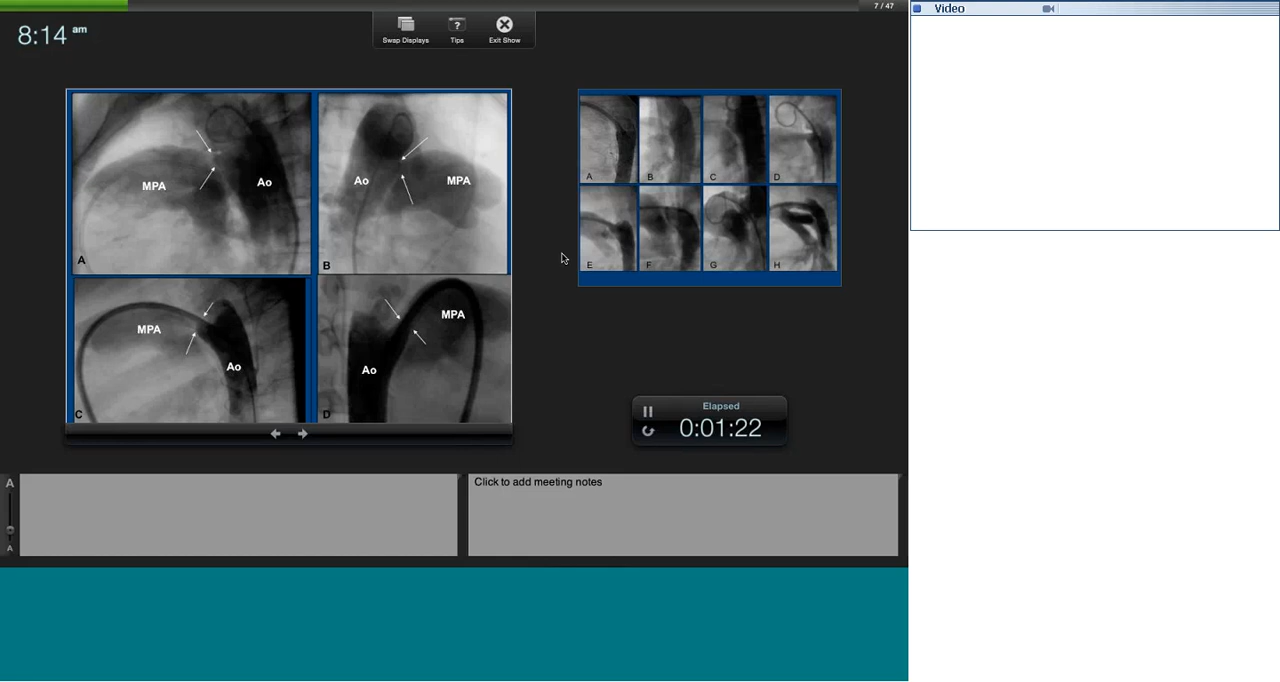 7 / 47
Video
8:14 am
Swap Displays
Tips
Exit Show
MPA
Ao
A
Ao
MPA
B
MPA
Ao
C
MPA
Ao
D
A
B
C
D
E
F
G
H
Elapsed
0:01:22
A
A
Click to add meeting notes